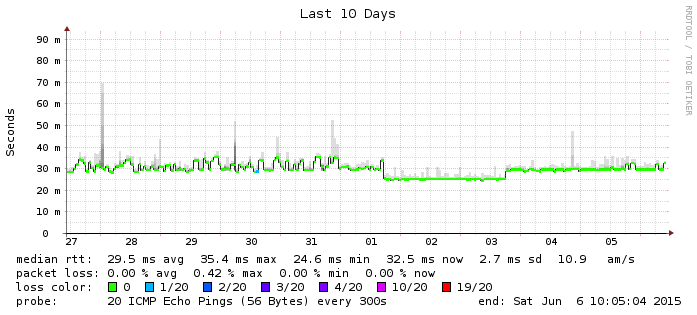 Last 10 Days
RRDTOOL / TOBI OETIKER
Seconds
90 m
80 m
70 m
60 m
50 m
40 m
30 m
20 m
10 m
0
27 28 29 30 31 01 02 03 04 05
median rtt: 29.5 ms avg 35.4 ms max 24.6 ms min 32.5 ms now 2.7 ms sd 10.9 am/s
packet loss: 0.00 % avg 0.42 % max 0.00 % min 0.00 % now
loss color: 0 1/20 2/20 3/20 4/20 10/20 19/20
probe: 20 ICMP Echo Pings (56 Bytes) every 300s end: Sat Jun 6 10:05:04 2015